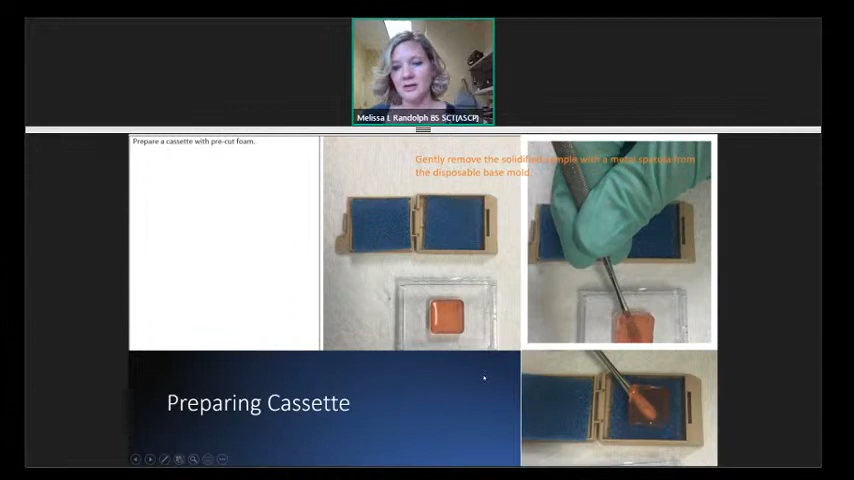 Melissa L Randolph BS SCT(ASCP)
Prepare a cassette with pre-cut foam.
Gently remove the solidified sample with a metal spatula from
the disposable base mold.
Preparing Cassette